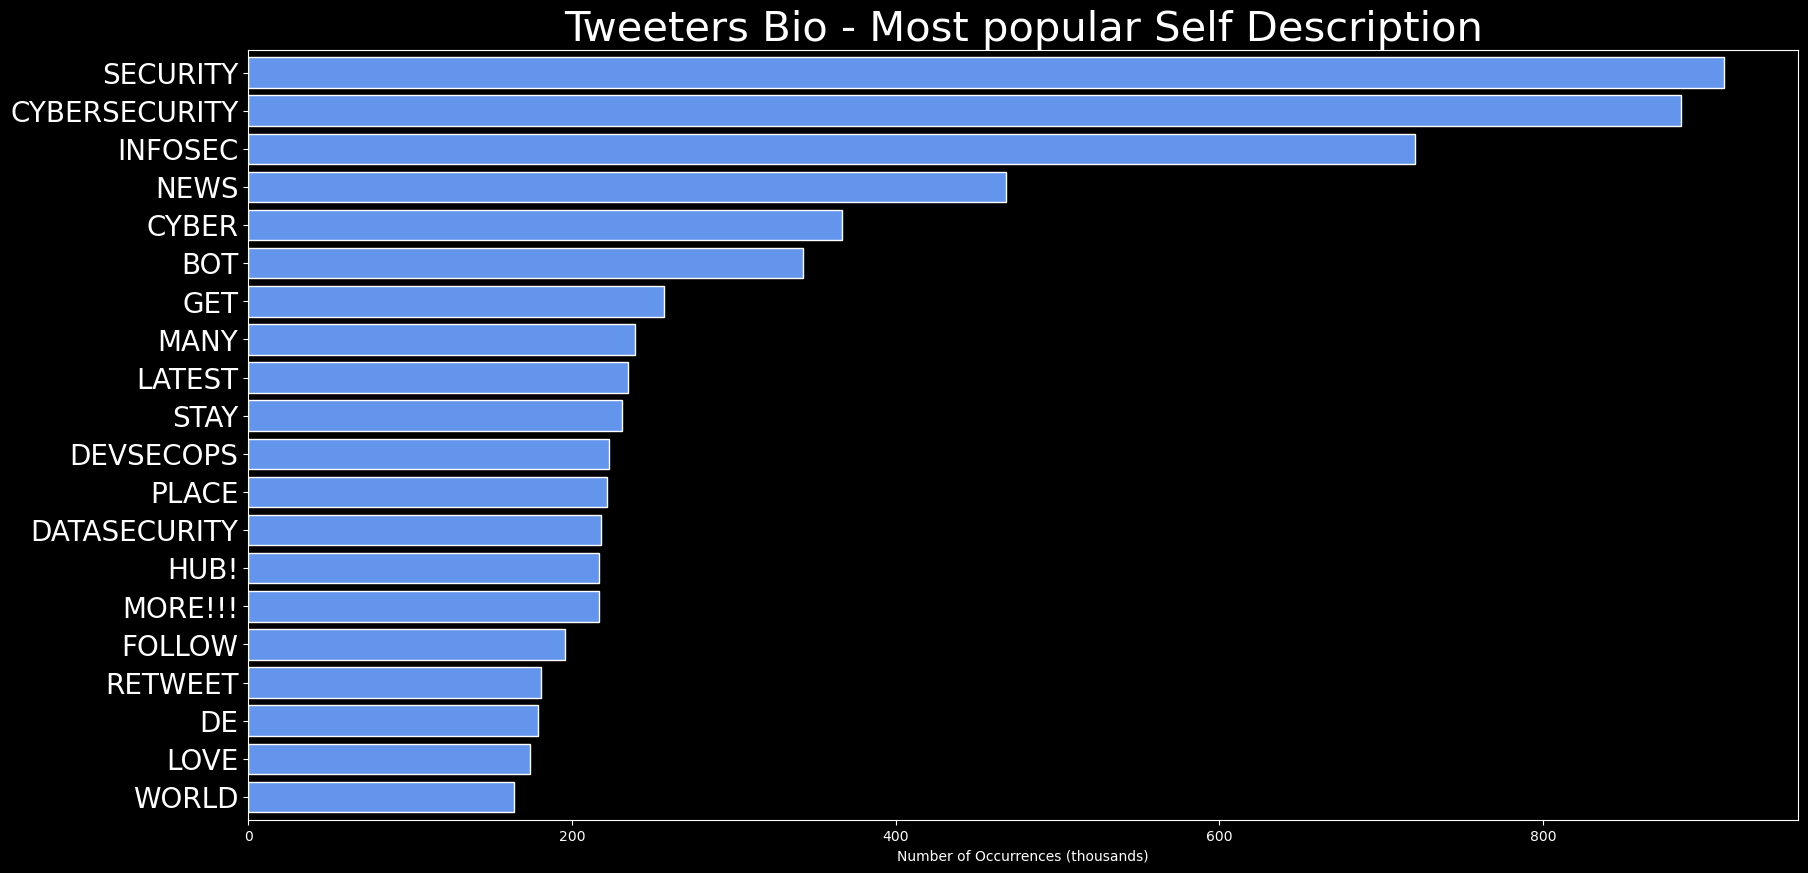 Tweeters Bio - Most popular Self Description
SECURITY
CYBERSECURITY
INFOSEC
NEWS
CYBER
BOT
GET
MANY
LATEST
STAY
DEVSECOPS
PLACE
DATASECURITY
HUB!
MORE!!!
FOLLOW
RETWEET
DE
LOVE
WORLD
0 200 400 600 800
Number of Occurrences (thousands)